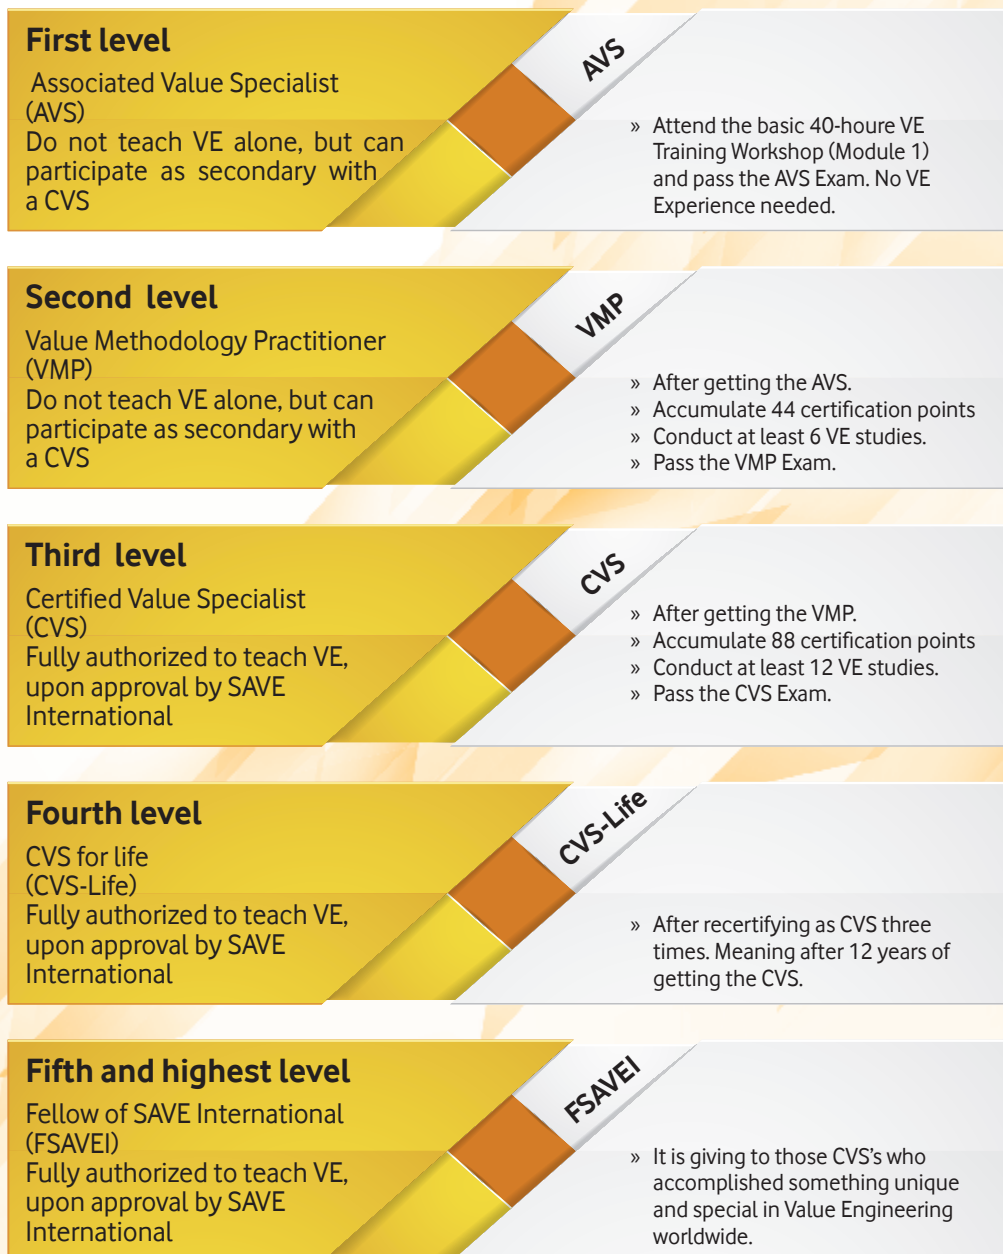 First level
Associated Value Specialist
(AVS)
Do not teach VE alone, but can
participate as secondary with
a CVS
AVS
» Attend the basic 40-houre VE
Training Workshop (Module 1)
and pass the AVS Exam. No VE
Experience needed.
Second level
Value Methodology Practitioner
(VMP)
Do not teach VE alone, but can
participate as secondary with
a CVS
VMP
» After getting the AVS.
» Accumulate 44 certification points
» Conduct at least 6 VE studies.
» Pass the VMP Exam.
Third level
Certified Value Specialist
(CVS)
Fully authorized to teach VE,
upon approval by SAVE
International
CVS
» After getting the VMP.
» Accumulate 88 certification points
» Conduct at least 12 VE studies.
» Pass the CVS Exam.
Fourth level
CVS for life
(CVS-Life)
Fully authorized to teach VE,
upon approval by SAVE
International
CVS-Life
» After recertifying as CVS three
times. Meaning after 12 years of
getting the CVS.
Fifth and highest level
Fellow of SAVE International
(FSAVEI)
Fully authorized to teach VE,
upon approval by SAVE
International
FSAVEI
» It is giving to those CVS’s who
accomplished something unique
and special in Value Engineering
worldwide.